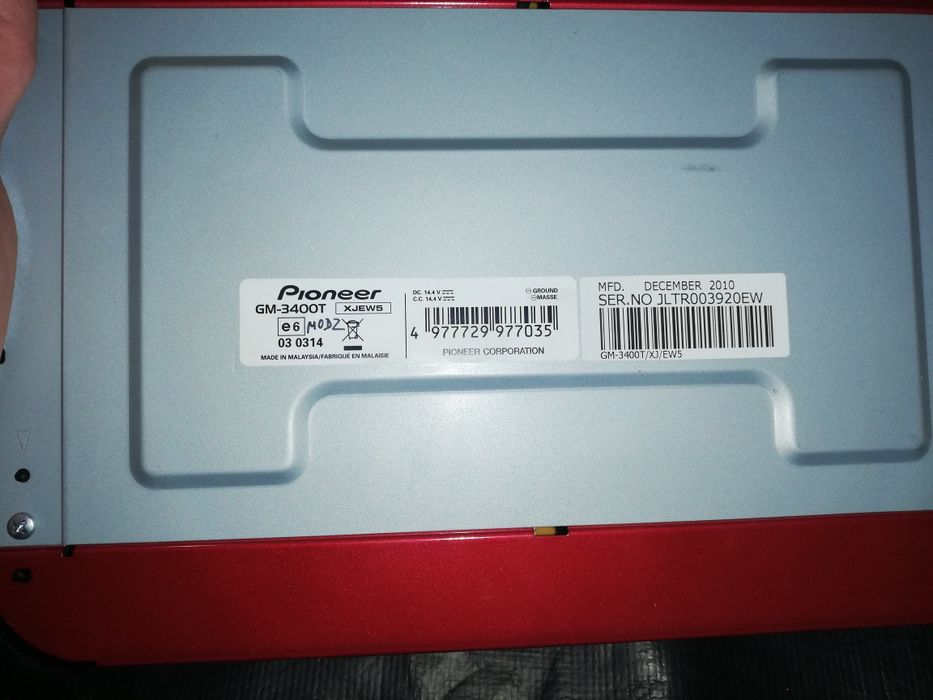 Pioneer
GM-3400T XJEW5
e6 MODZ
03 0314
MADE IN MALAYSIA/FABRIQUE EN MALAISIE
DC. 14.4 V
C.C. 14,4 V
⊖ GROUND
⊖MASSE
4 977729 977035
PIONEER CORPORATION
MFD. DECEMBER 2010
SER.NO JLTR003920EW
GM-3400T/XJ/EW5